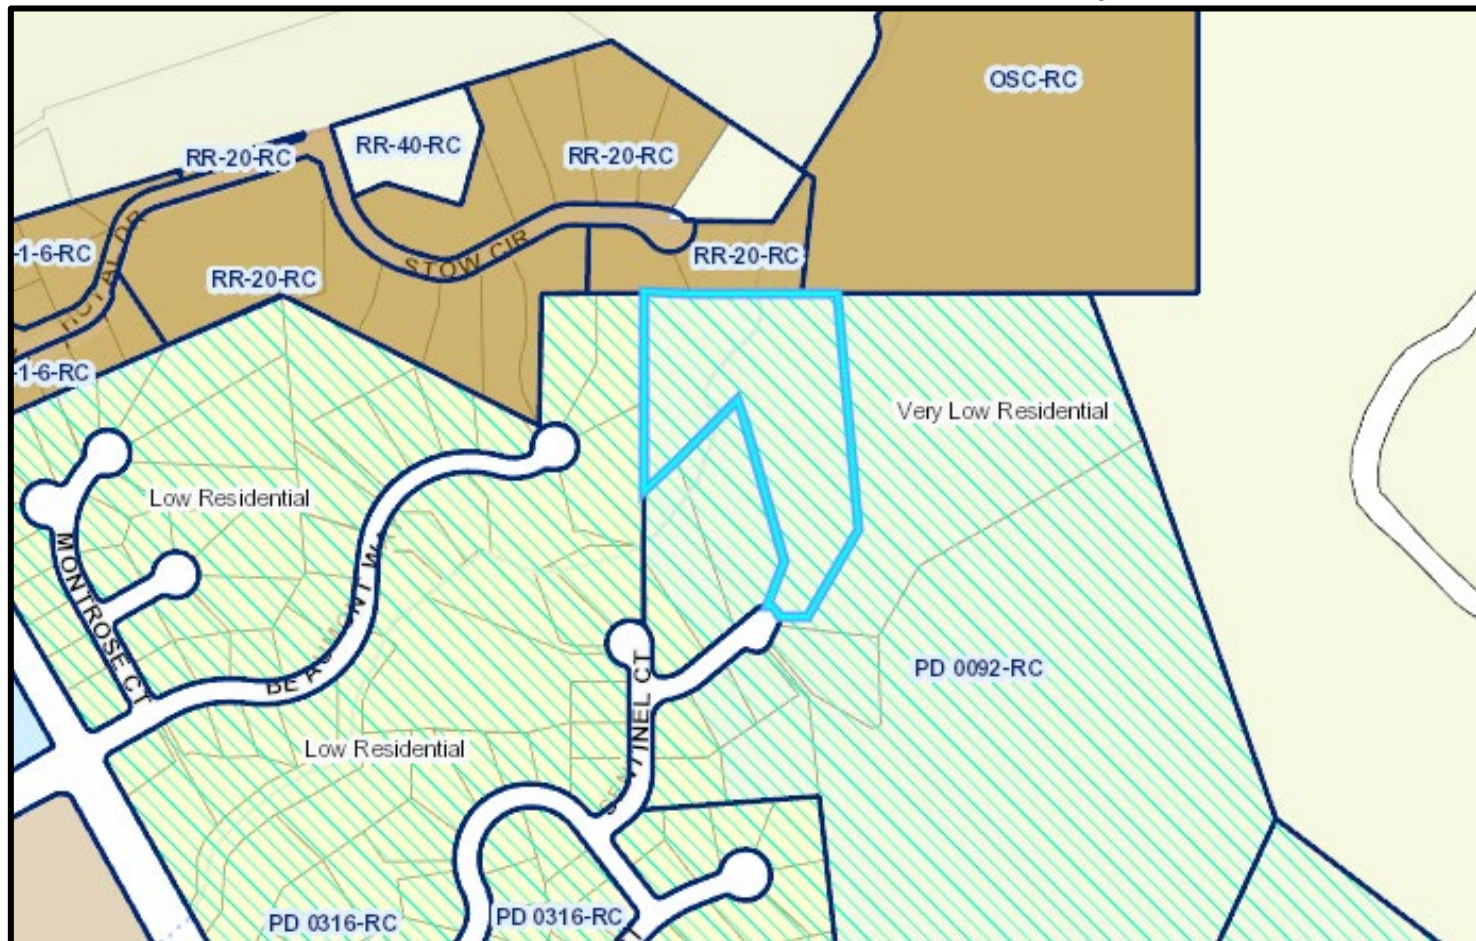 OSC-RC
RR-20-RC
RR-40-RC
RR-20-RC
-1-6-RC
STOW CIR
RR-20-RC
RR-20-RC
-1-6-RC
Very Low Residential
Low Residential
MONTROSE CT
PD 0092-RC
Low Residential
PD 0316-RC
PD 0316-RC